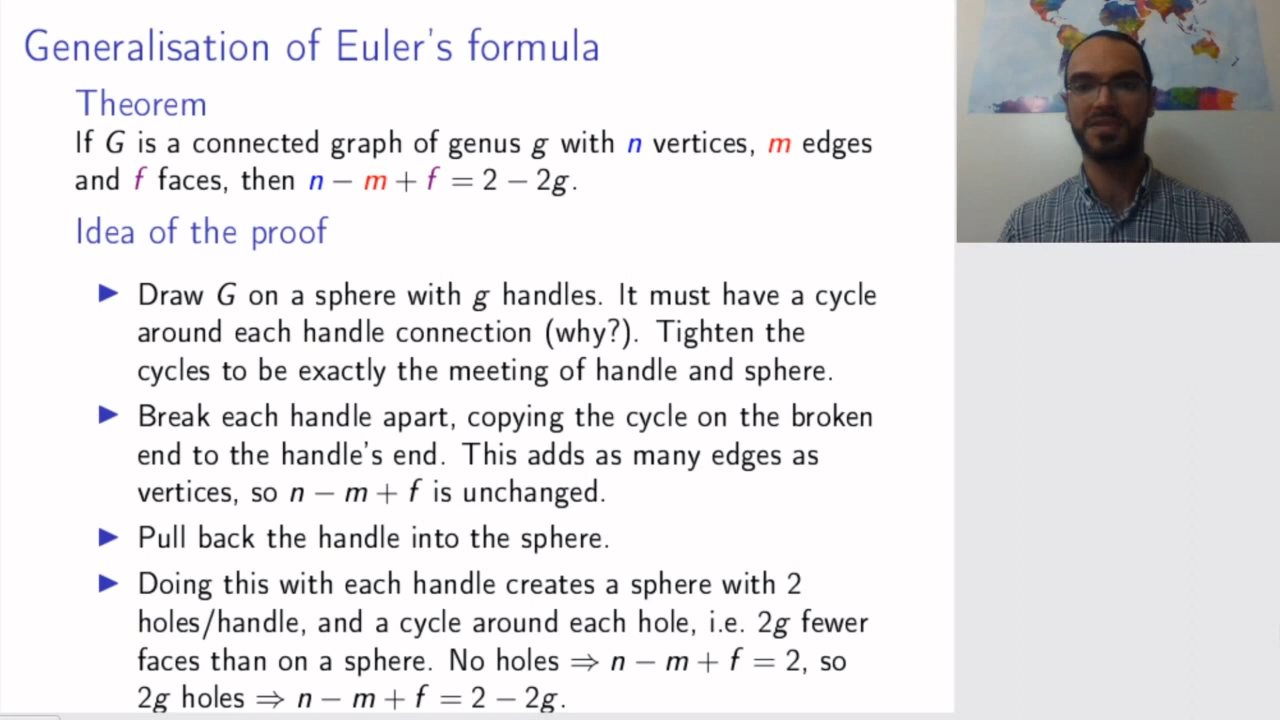 Generalisation of Euler's formula
Theorem
If G is a connected graph of genus g with n vertices, m edges
and f faces, then n − m + f = 2 − 2g.
Idea of the proof
▶ Draw G on a sphere with g handles. It must have a cycle
around each handle connection (why?). Tighten the
cycles to be exactly the meeting of handle and sphere.
▶ Break each handle apart, copying the cycle on the broken
end to the handle's end. This adds as many edges as
vertices, so n − m + f is unchanged.
▶ Pull back the handle into the sphere.
▶ Doing this with each handle creates a sphere with 2
holes/handle, and a cycle around each hole, i.e. 2g fewer
faces than on a sphere. No holes ⇒ n − m + f = 2, so
2g holes ⇒ n − m + f = 2 − 2g.